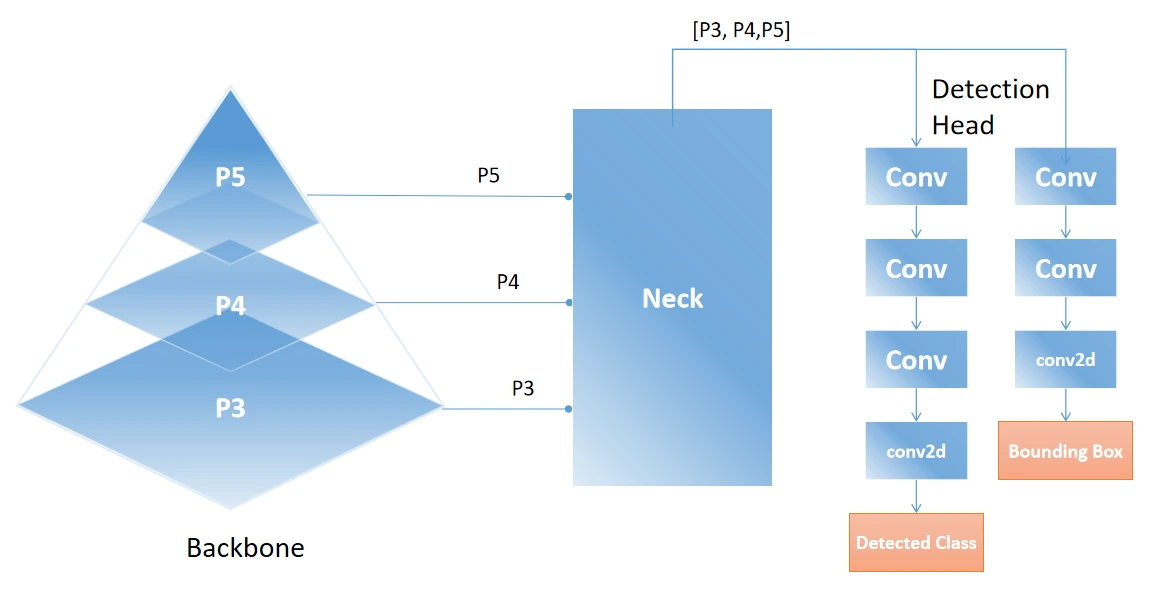 [P3, P4,P5]
Detection
Head
P5
P4
P3
Backbone
P5
P4
P3
Neck
Conv
Conv
Conv
conv2d
Detected Class
Conv
Conv
conv2d
Bounding Box